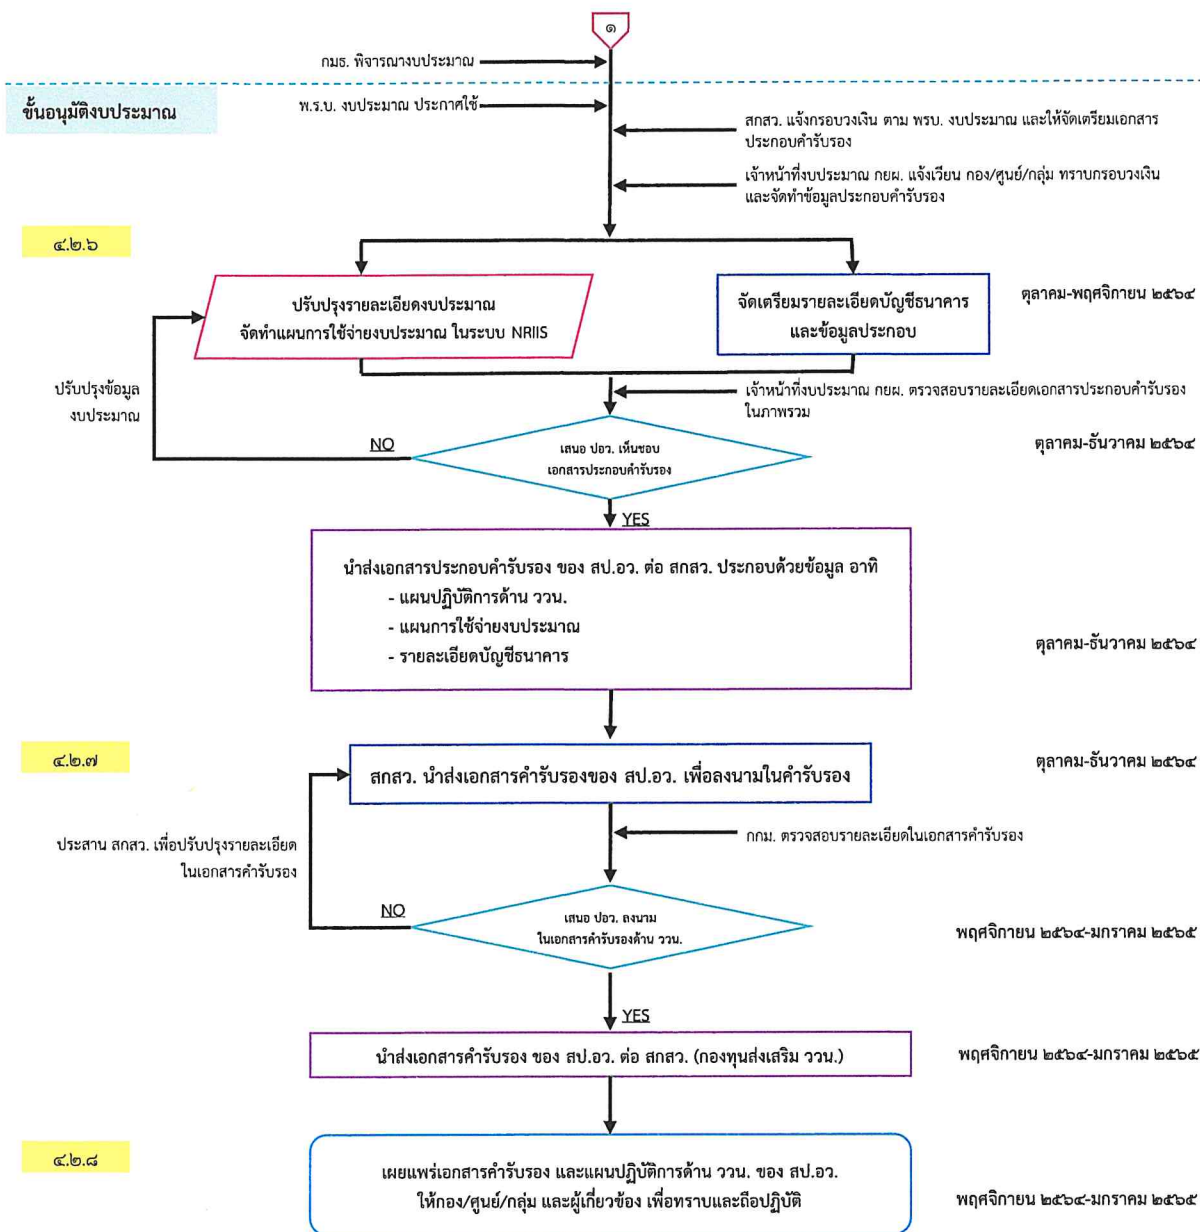 ๑
กมธ. พิจารณางบประมาณ
ขั้นอนุมัติงบประมาณ
พ.ร.บ. งบประมาณ ประกาศใช้
สกสว. แจ้งกรอบวงเงิน ตาม พรบ. งบประมาณ และให้จัดเตรียมเอกสาร
ประกอบคำรับรอง
เจ้าหน้าที่งบประมาณ กยผ. แจ้งเวียน กอง/ศูนย์/กลุ่ม ทราบกรอบวงเงิน
และจัดทำข้อมูลประกอบคำรับรอง
๔.๒.๖
ปรับปรุงรายละเอียดงบประมาณ
จัดทำแผนการใช้จ่ายงบประมาณ ในระบบ NRIIS
จัดเตรียมรายละเอียดบัญชีธนาคาร
และข้อมูลประกอบ
ตุลาคม-พฤศจิกายน ๒๕๖๔
ปรับปรุงข้อมูล
งบประมาณ
เจ้าหน้าที่งบประมาณ กยผ. ตรวจสอบรายละเอียดเอกสารประกอบคำรับรอง
ในภาพรวม
NO
เสนอ ปอว. เห็นชอบ
เอกสารประกอบคำรับรอง
ตุลาคม-ธันวาคม ๒๕๖๔
YES
นำส่งเอกสารประกอบคำรับรอง ของ สป.อว. ต่อ สกสว. ประกอบด้วยข้อมูล อาทิ
- แผนปฏิบัติการด้าน ววน.
- แผนการใช้จ่ายงบประมาณ
- รายละเอียดบัญชีธนาคาร
ตุลาคม-ธันวาคม ๒๕๖๔
๔.๒.๗
สกสว. นำส่งเอกสารคำรับรองของ สป.อว. เพื่อลงนามในคำรับรอง
ตุลาคม-ธันวาคม ๒๕๖๔
ประสาน สกสว. เพื่อปรับปรุงรายละเอียด
ในเอกสารคำรับรอง
กกม. ตรวจสอบรายละเอียดในเอกสารคำรับรอง
NO
เสนอ ปอว. ลงนาม
ในเอกสารคำรับรองด้าน ววน.
พฤศจิกายน ๒๕๖๔-มกราคม ๒๕๖๕
YES
นำส่งเอกสารคำรับรอง ของ สป.อว. ต่อ สกสว. (กองทุนส่งเสริม ววน.)
พฤศจิกายน ๒๕๖๔-มกราคม ๒๕๖๕
๔.๒.๘
เผยแพร่เอกสารคำรับรอง และแผนปฏิบัติการด้าน ววน. ของ สป.อว.
ให้กอง/ศูนย์/กลุ่ม และผู้เกี่ยวข้อง เพื่อทราบและถือปฏิบัติ
พฤศจิกายน ๒๕๖๔-มกราคม ๒๕๖๕